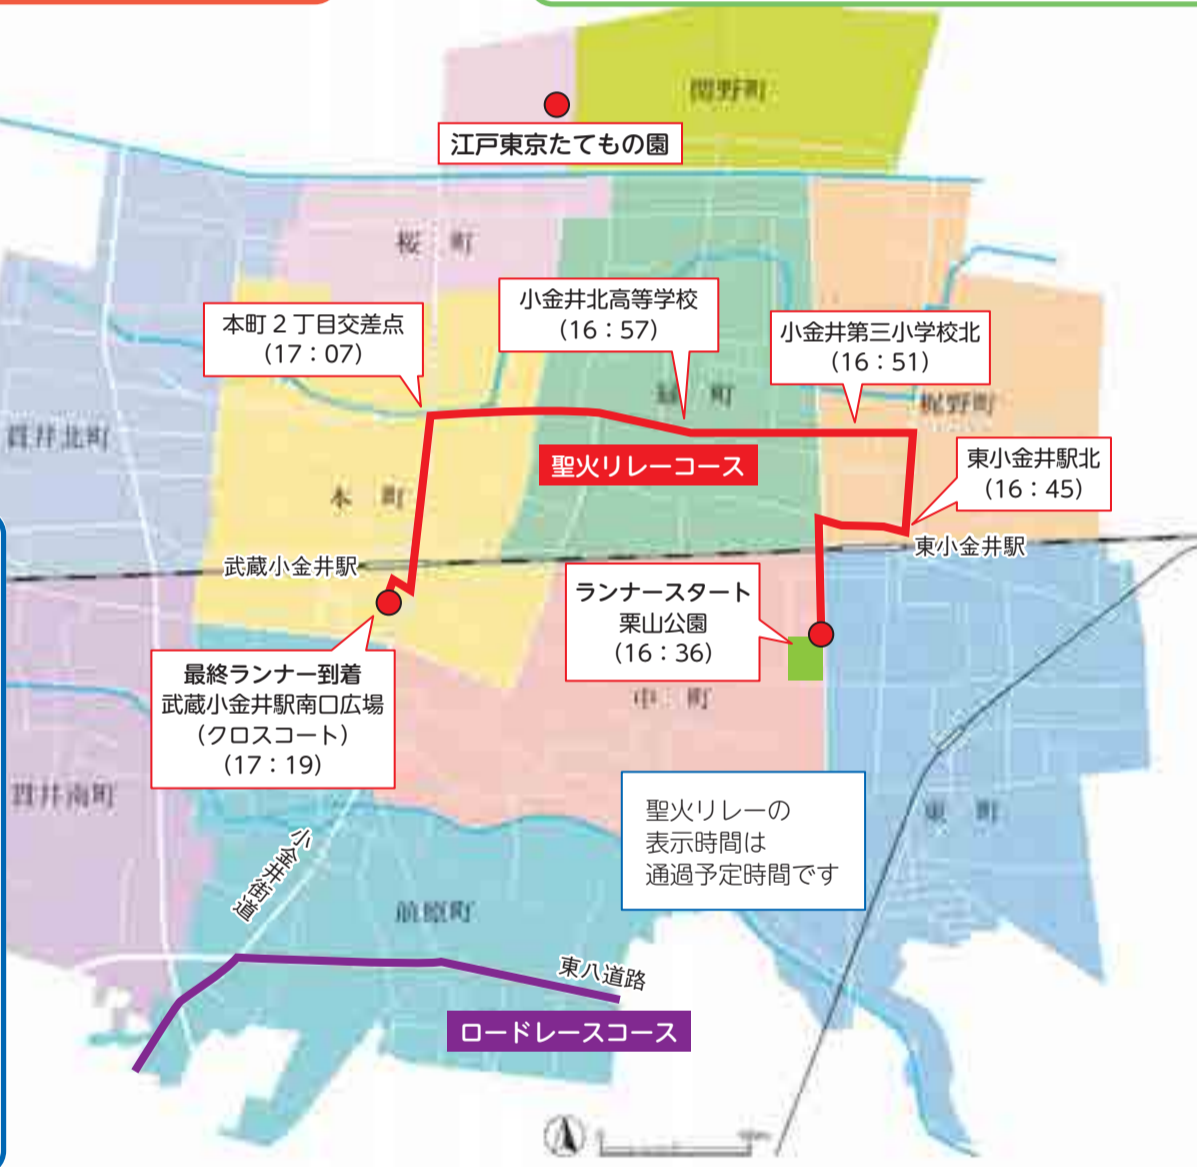 関野町
江戸東京たてもの園
桜 町
小金井北高等学校
(16：57)
本町2丁目交差点
(17：07)
小金井第三小学校北
(16：51)
緑 町
梶野町
貫井北町
聖火リレーコース
東小金井駅北
(16：45)
本 町
東小金井駅
武蔵小金井駅
ランナースタート
栗山公園
(16：36)
最終ランナー到着
武蔵小金井駅南口広場
(クロスコート)
(17：19)
中 町
貫井南町
聖火リレーの
表示時間は
通過予定時間です
東 町
小金井街道
前原町
東八道路
ロードレースコース